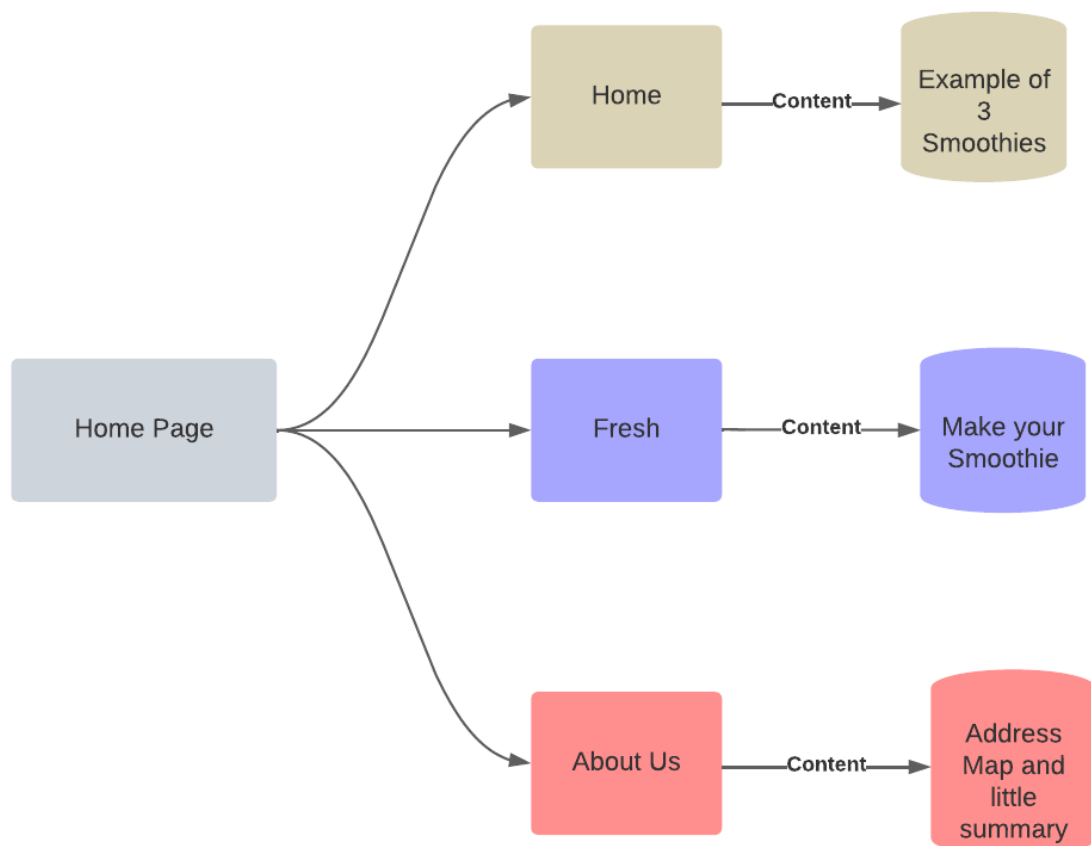 Home
Content
Example of
3
Smoothies
Home Page
Fresh
Content
Make your
Smoothie
About Us
Content
Address
Map and
little
summary